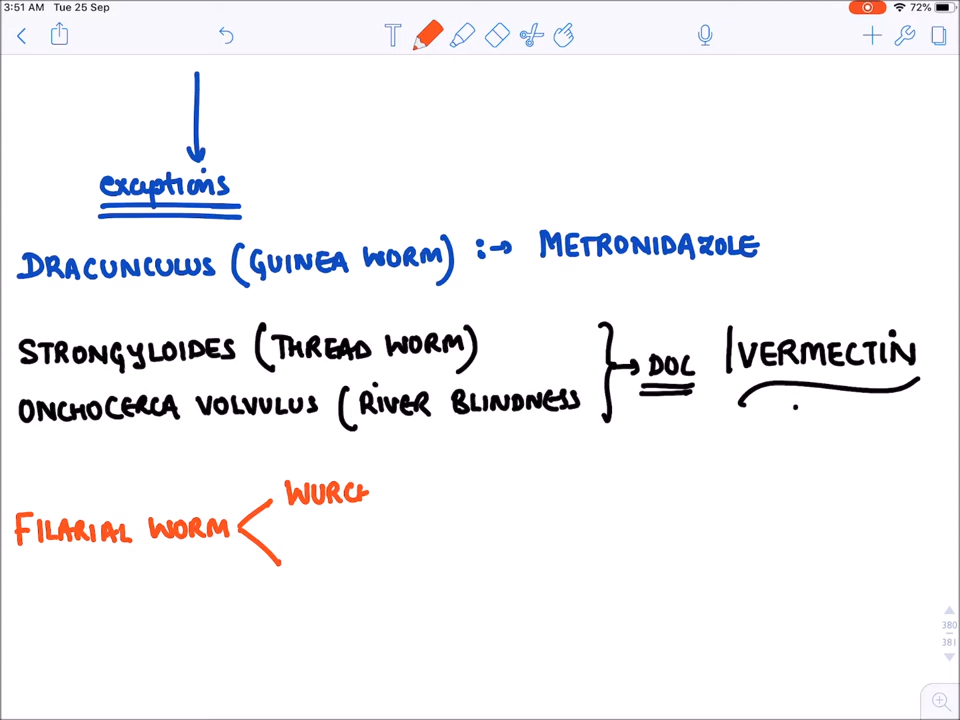 3:51 AM Tue 25 Sep 72%
T
exceptions
DRACUNCULUS (GUINEA WORM) :→ METRONIDAZOLE
STRONGYLOIDES (THREAD WORM)
ONCHOCERCA VOLVULUS (RIVER BLINDNESS
→ DOC IVERMECTIN
WURCH
FILARIAL WORM
380
381